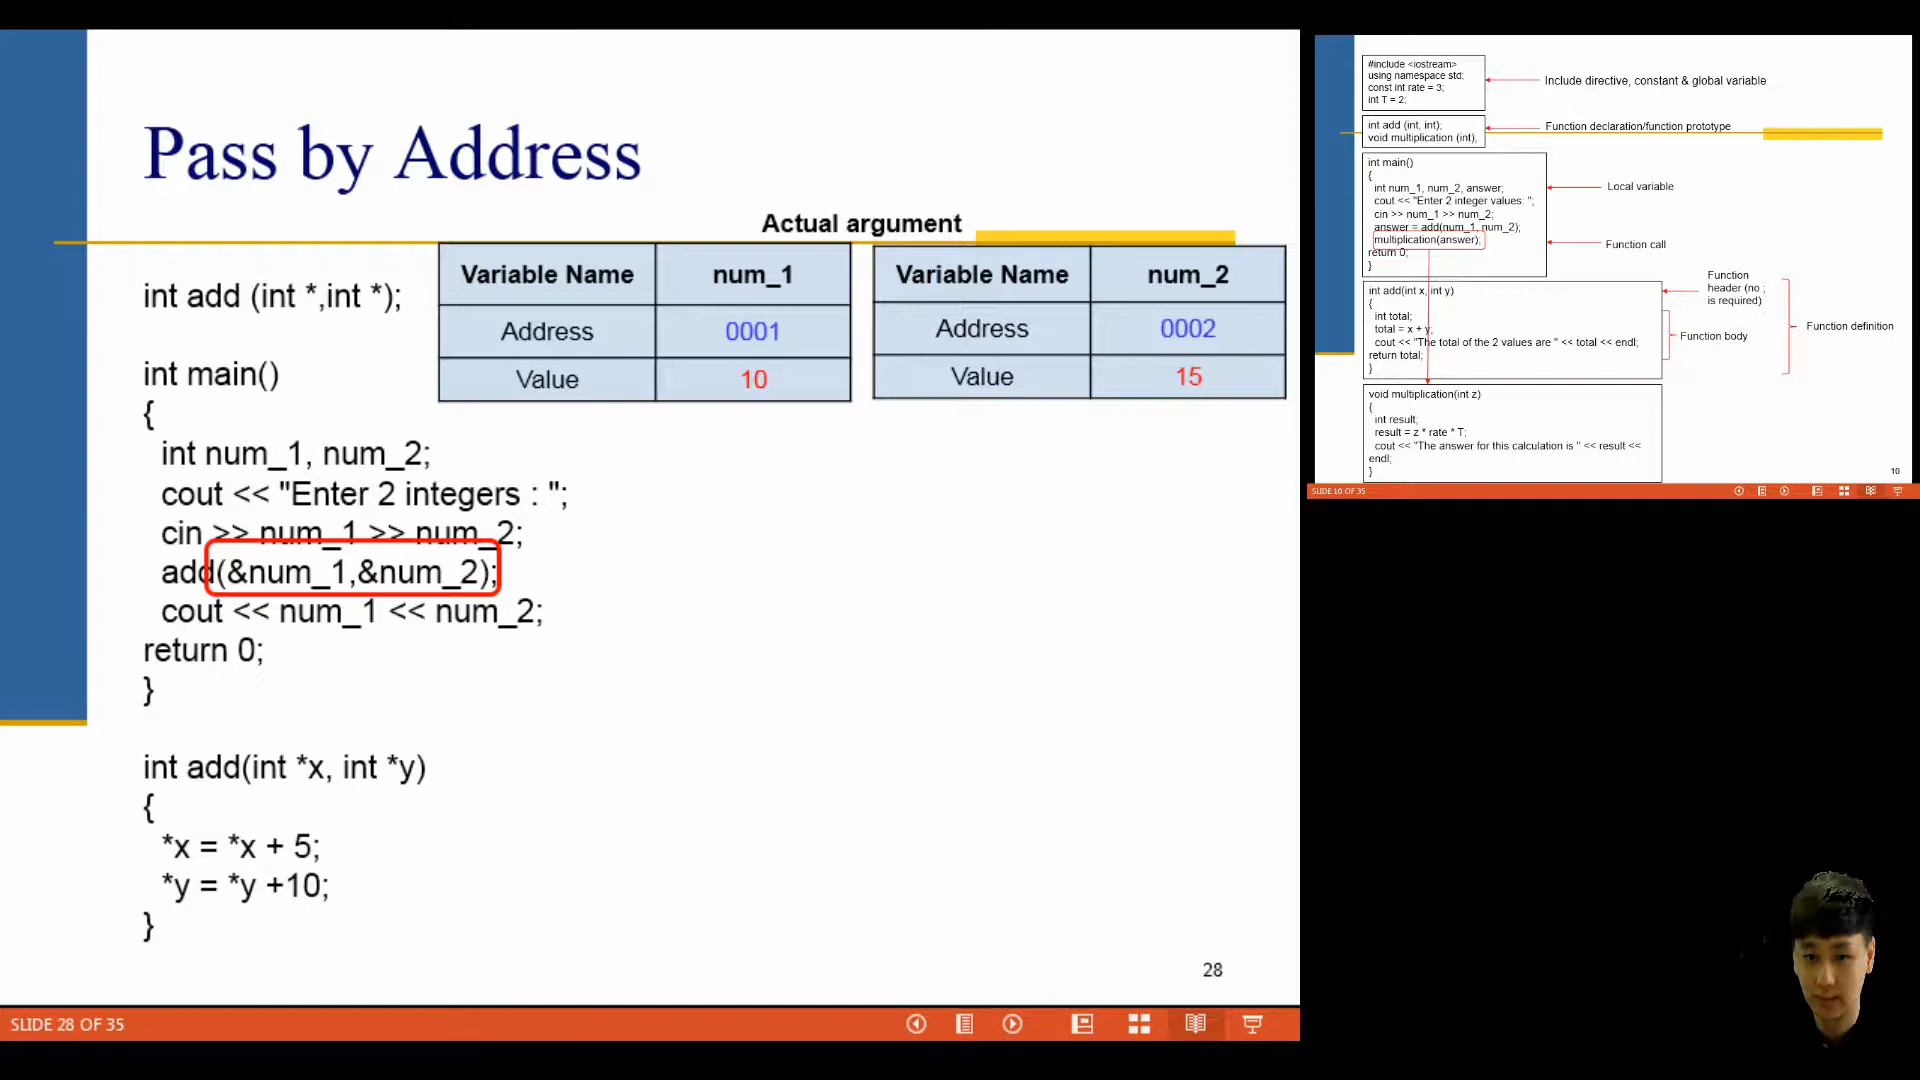 Pass by Address
Actual argument
Variable Name num_1
Address 0001
Value 10
Variable Name num_2
Address 0002
Value 15
int add (int *,int *);
int main()
{
int num_1, num_2;
cout << "Enter 2 integers : ";
cin >> num_1 >> num_2;
add(&num_1,&num_2);
cout << num_1 << num_2;
return 0;
}
int add(int *x, int *y)
{
*x = *x + 5;
*y = *y +10;
}
28
SLIDE 28 OF 35
#include <iostream>
using namespace std;
const int rate = 3;
int T = 2;
Include directive, constant & global variable
int add (int, int);
void multiplication (int),
Function declaration/function prototype
int main()
{
int num_1, num_2, answer;
cout << "Enter 2 integer values: ";
cin >> num_1 >> num_2;
answer = add(num_1, num_2);
multiplication(answer);
return 0;
}
Local variable
Function call
int add(int x, int y)
{
int total;
total = x + y;
cout << "The total of the 2 values are " << total << endl;
return total;
}
Function
header (no ;
is required)
Function body
Function definition
void multiplication(int z)
{
int result;
result = z * rate * T;
cout << "The answer for this calculation is " << result <<
endl;
}
10
SLIDE 10 OF 35